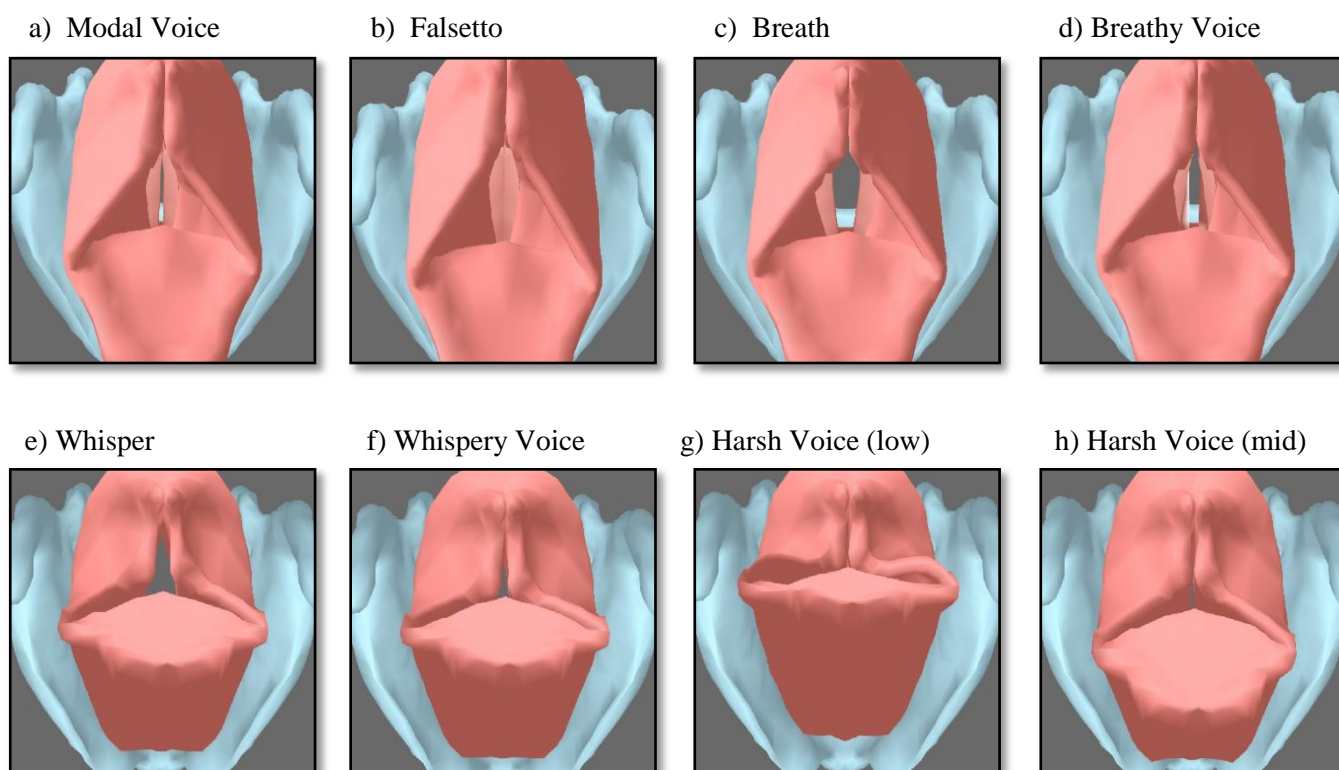 a) Modal Voice
b) Falsetto
c) Breath
d) Breathy Voice
e) Whisper
f) Whispery Voice
g) Harsh Voice (low)
h) Harsh Voice (mid)